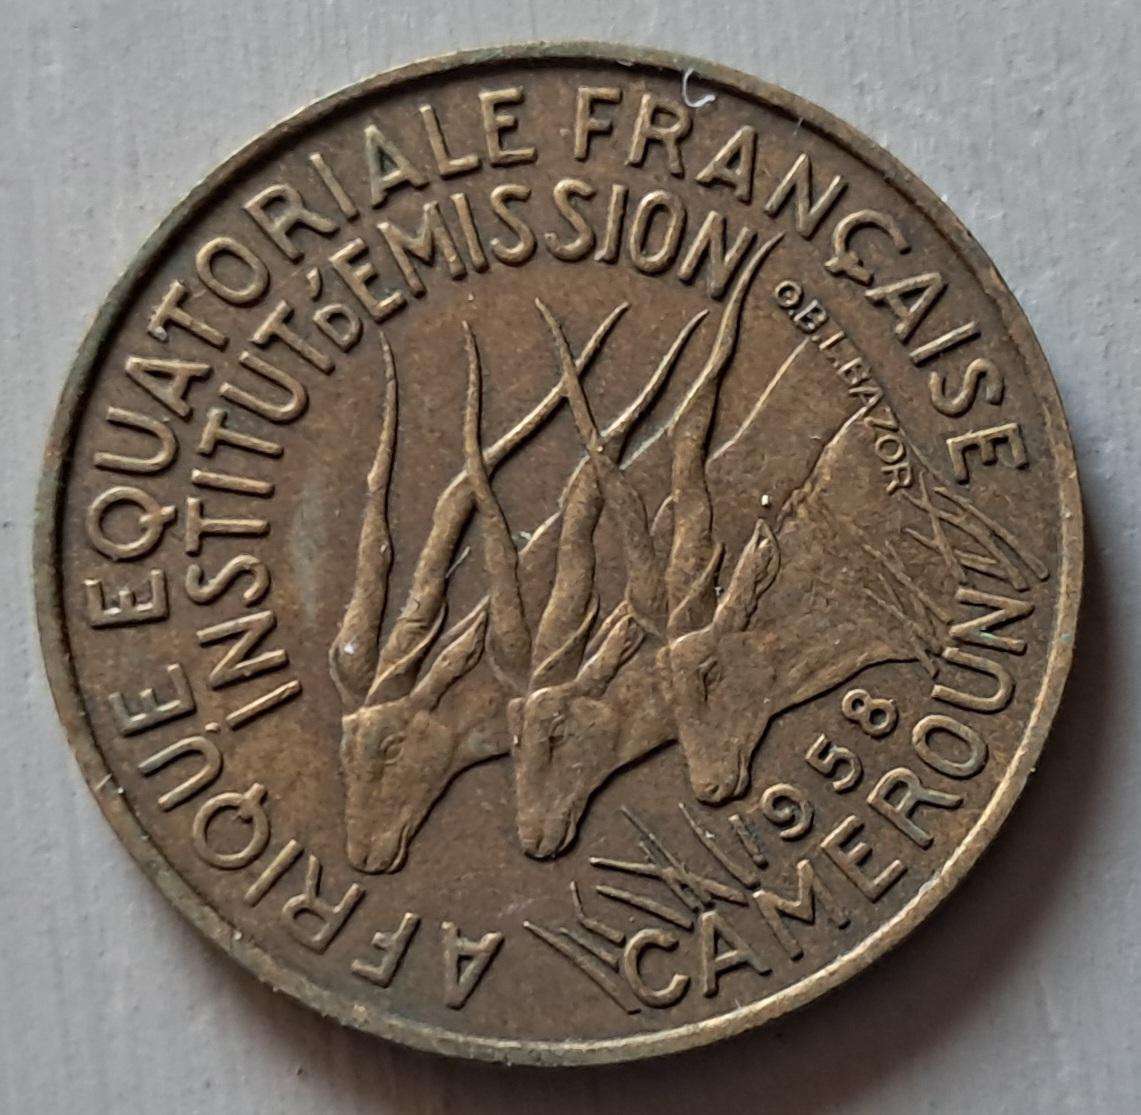 AFRIQUE EQUATORIALE FRANÇAISE
INSTITUT D'EMISSION
G.B.L.BAZOR
1958
CAMEROUN